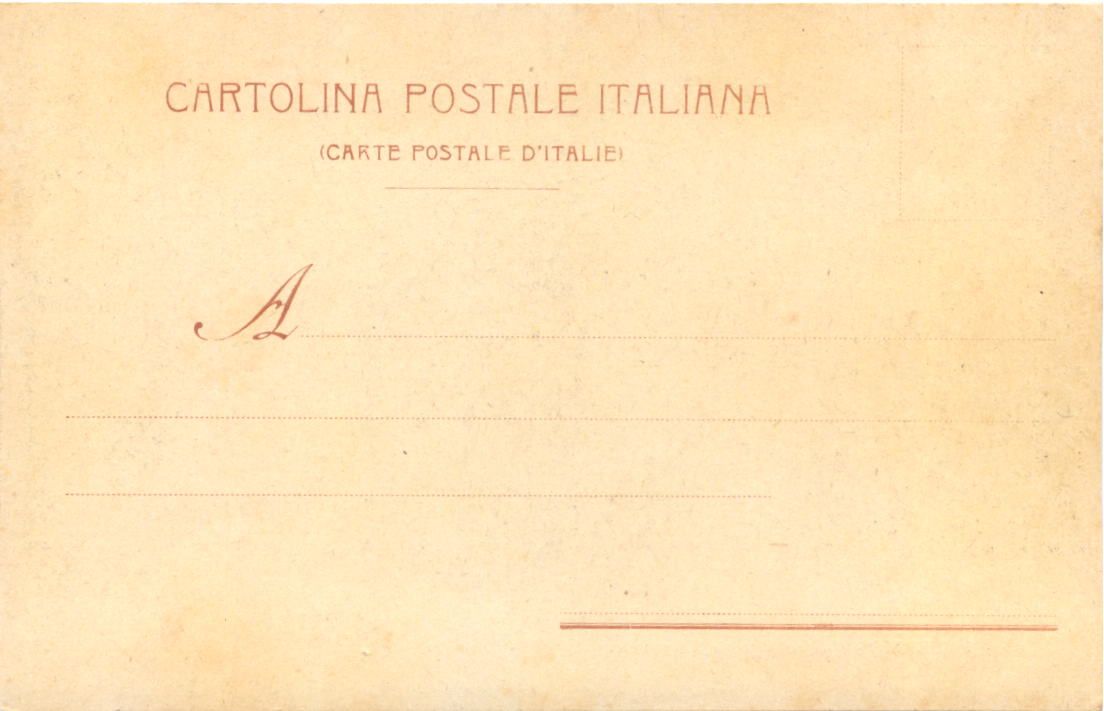 CARTOLINA POSTALE ITALIANA
(CARTE POSTALE D'ITALIE)
A